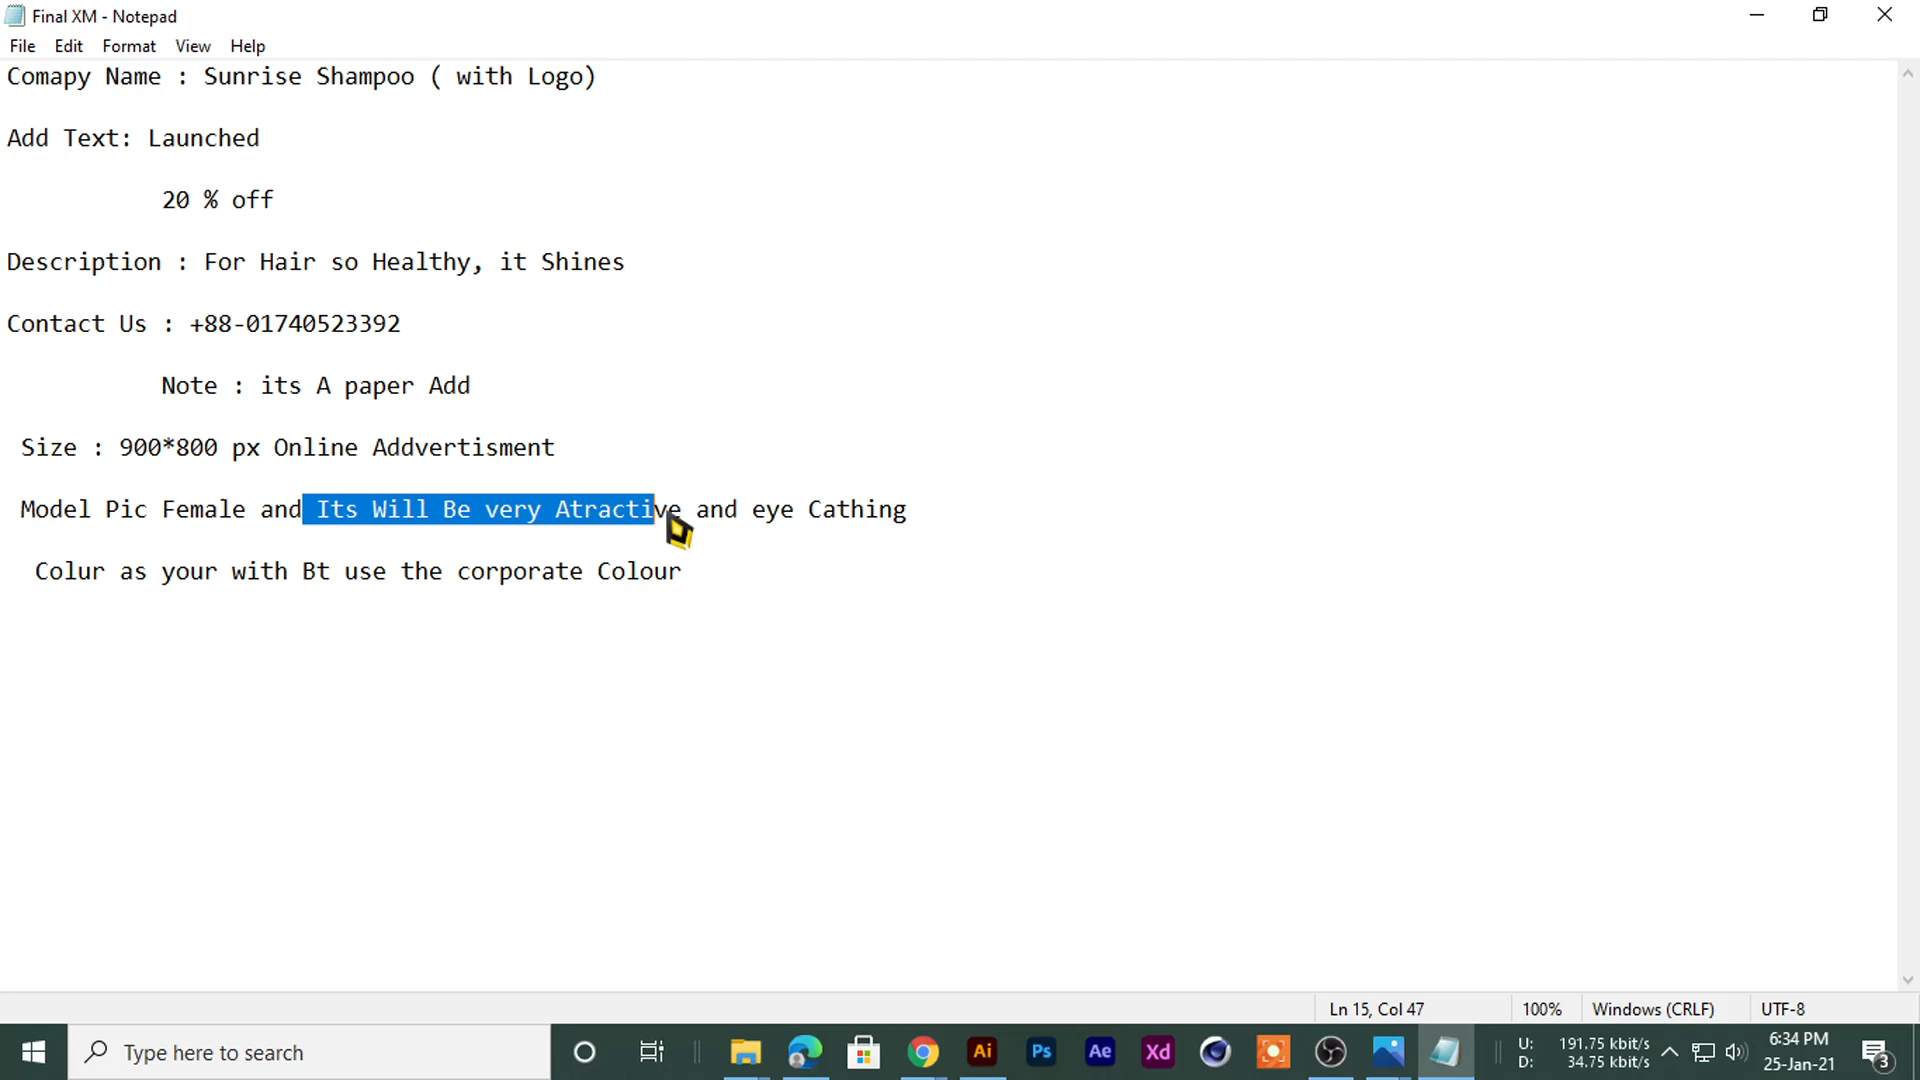 Final XM - Notepad
File Edit Format View Help
Comapy Name : Sunrise Shampoo ( with Logo)
Add Text: Launched
20 % off
Description : For Hair so Healthy, it Shines
Contact Us : +88-01740523392
Note : its A paper Add
Size : 900*800 px Online Addvertisment
Model Pic Female and Its Will Be very Atractive and eye Cathing
Colur as your with Bt use the corporate Colour
Ln 15, Col 47 100% Windows (CRLF) UTF-8
Type here to search
Ai Ps Ae Xd
U: 191.75 kbit/s
D: 34.75 kbit/s
6:34 PM
25-Jan-21
3